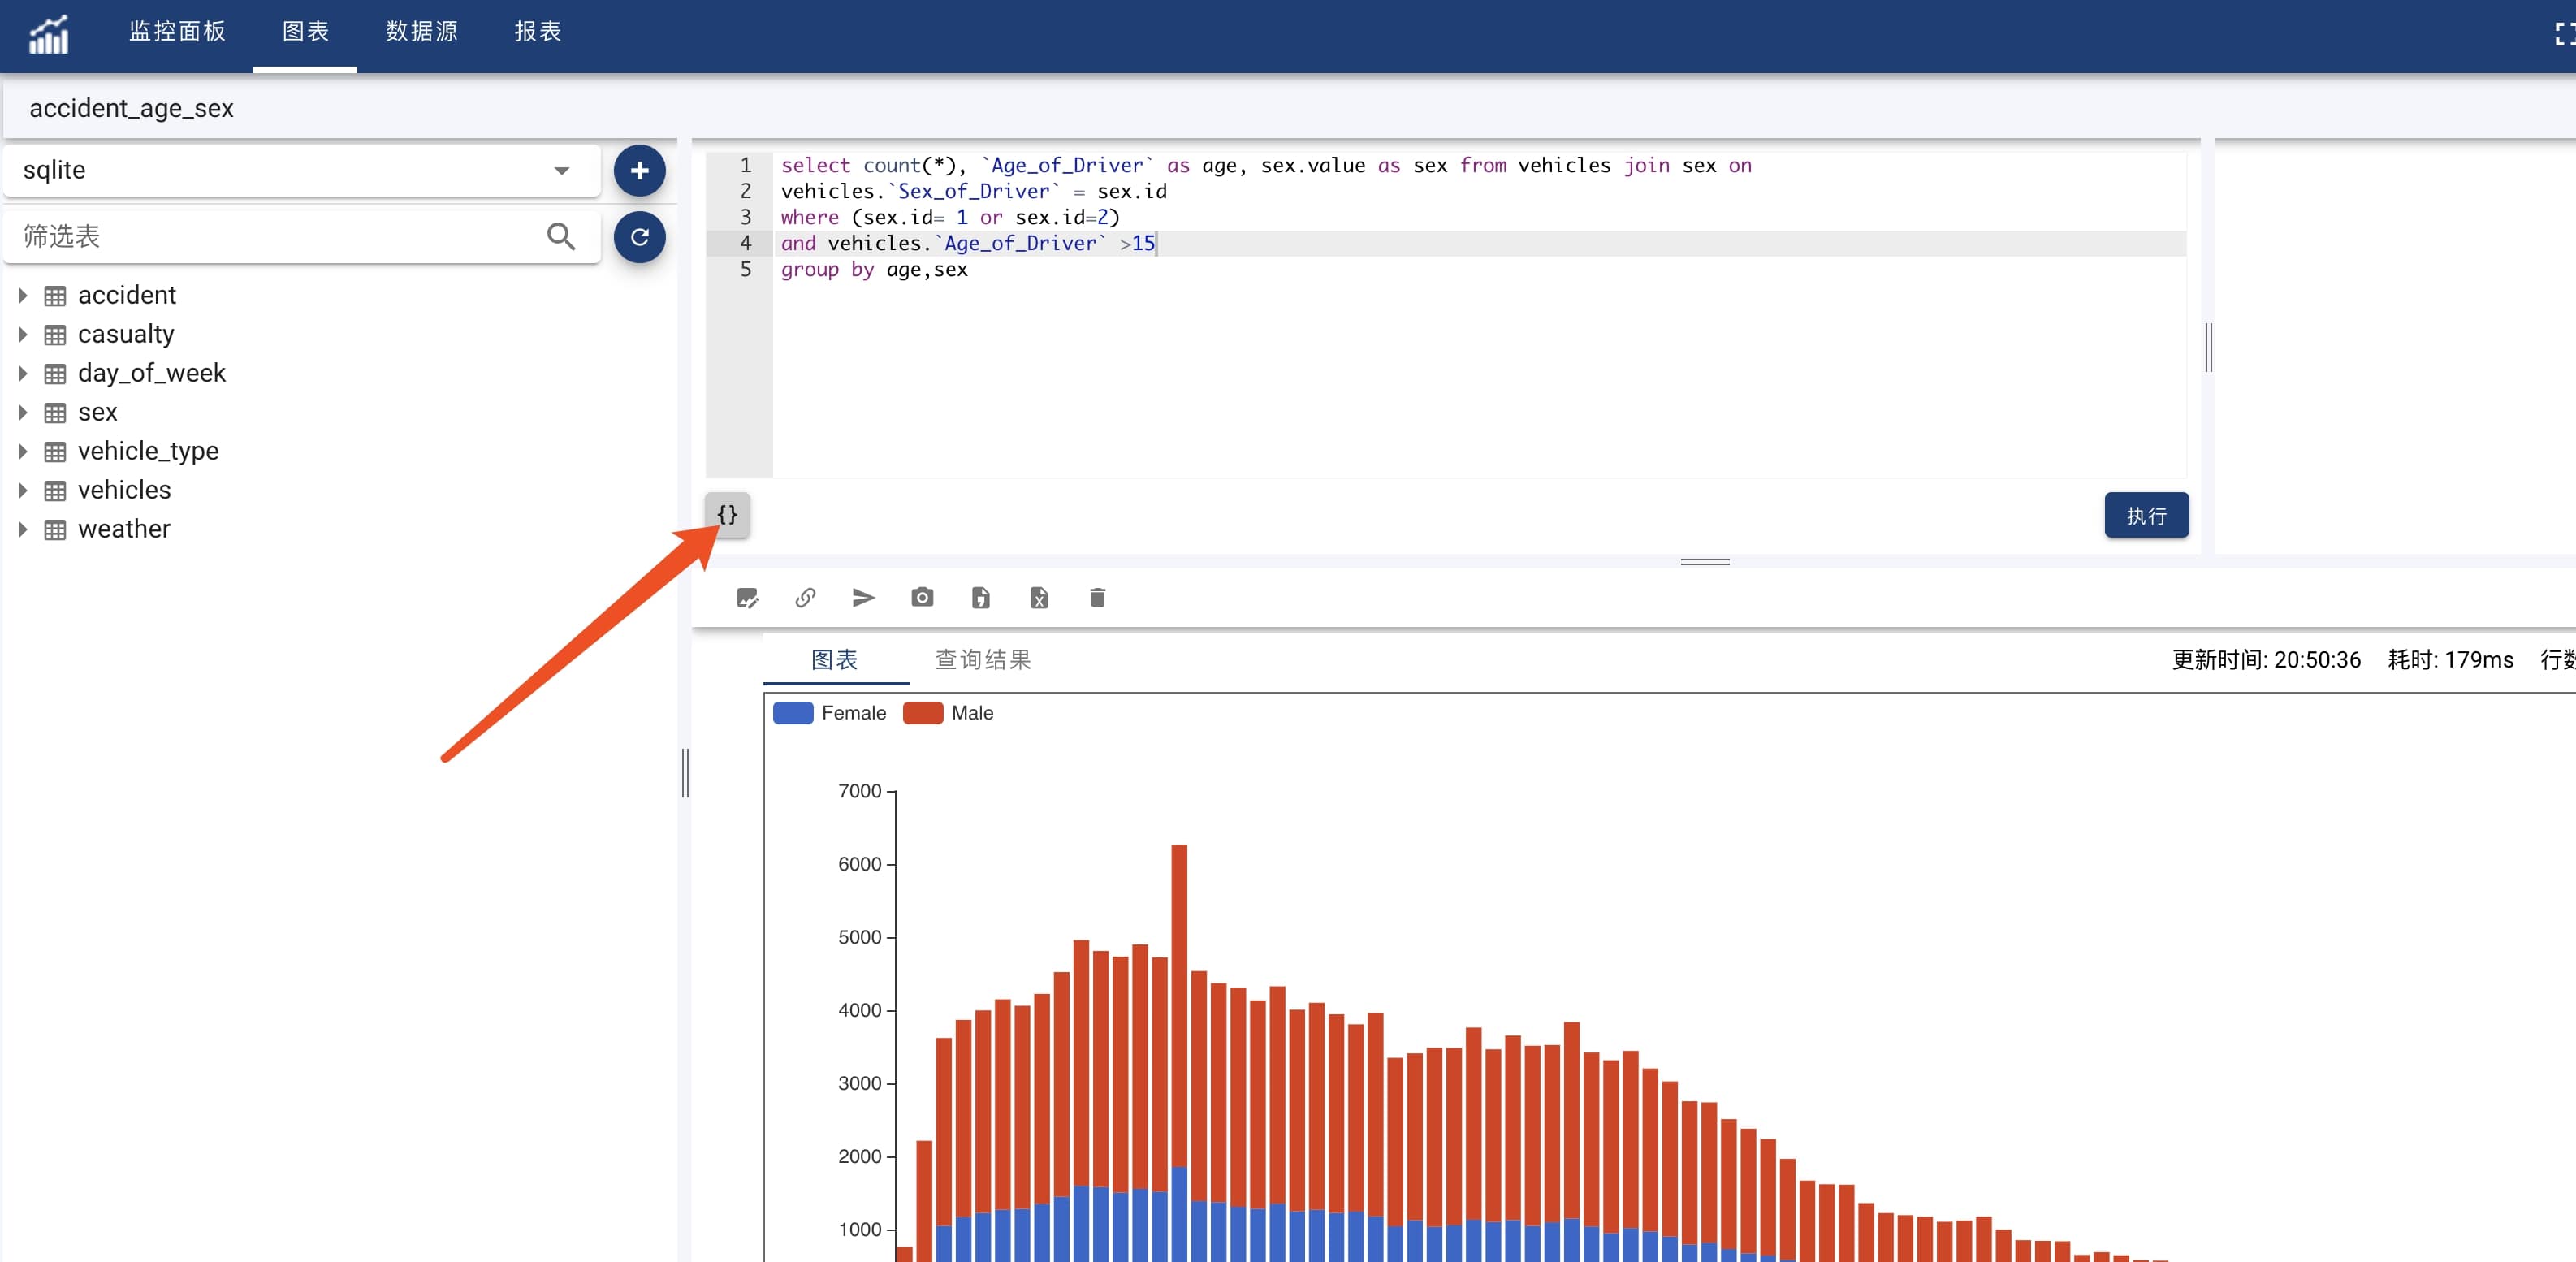 监控面板 图表 数据源 报表
accident_age_sex
sqlite
筛选表
accident
casualty
day_of_week
sex
vehicle_type
vehicles
weather
1 select count(*), `Age_of_Driver` as age, sex.value as sex from vehicles join sex on
2 vehicles.`Sex_of_Driver` = sex.id
3 where (sex.id= 1 or sex.id=2)
4 and vehicles.`Age_of_Driver` >15
5 group by age,sex
{}
执行
图表 查询结果
更新时间: 20:50:36 耗时: 179ms 行数
Female Male
7000
6000
5000
4000
3000
2000
1000